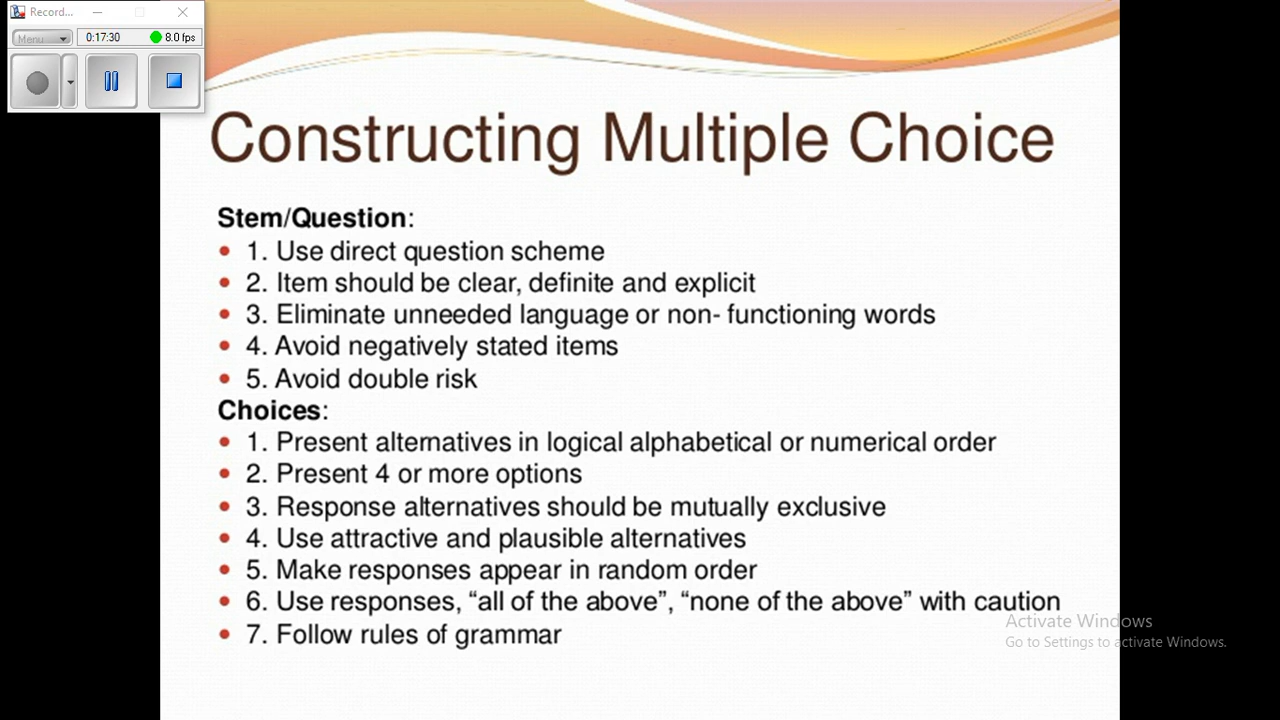 Record...
Menu
0:17:30
8.0 fps
Constructing Multiple Choice
Stem/Question:
• 1. Use direct question scheme
• 2. Item should be clear, definite and explicit
• 3. Eliminate unneeded language or non- functioning words
• 4. Avoid negatively stated items
• 5. Avoid double risk
Choices:
• 1. Present alternatives in logical alphabetical or numerical order
• 2. Present 4 or more options
• 3. Response alternatives should be mutually exclusive
• 4. Use attractive and plausible alternatives
• 5. Make responses appear in random order
• 6. Use responses, “all of the above”, “none of the above” with caution
• 7. Follow rules of grammar
Activate Windows
Go to Settings to activate Windows.